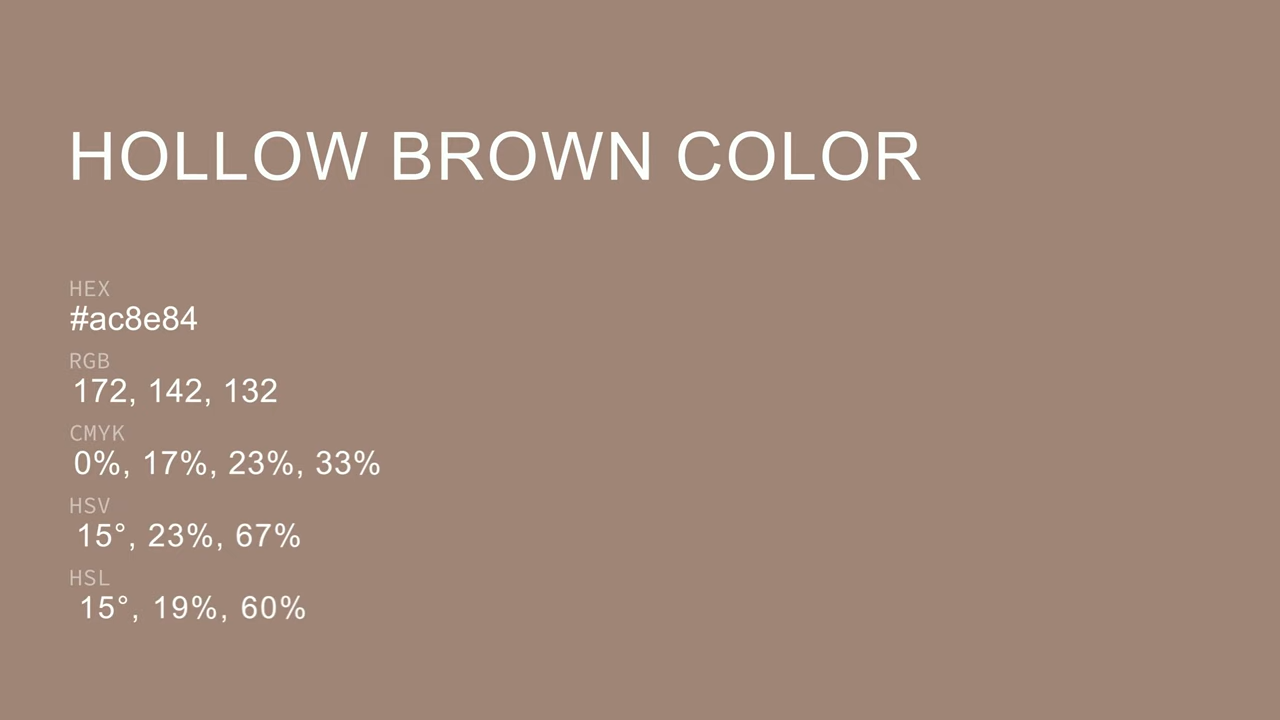 HOLLOW BROWN COLOR
HEX
#ac8e84
RGB
172, 142, 132
CMYK
0%, 17%, 23%, 33%
HSV
15°, 23%, 67%
HSL
15°, 19%, 60%